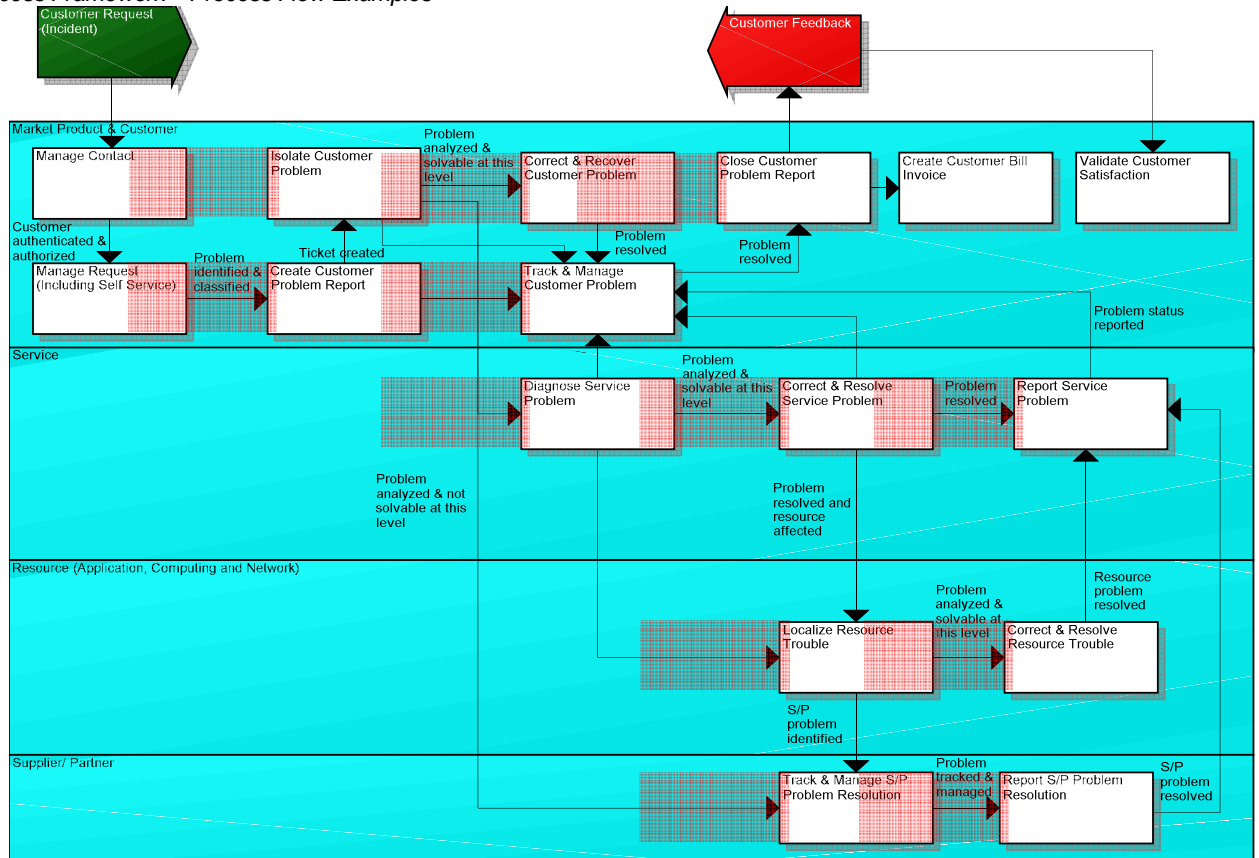 Process Framework – Process Flow Examples
Customer Request
(Incident)
Customer Feedback
Market Product & Customer
Manage Contact
Isolate Customer
Problem
Problem
analyzed &
solvable at this
level
Correct & Recover
Customer Problem
Close Customer
Problem Report
Create Customer Bill
Invoice
Validate Customer
Satisfaction
Customer
authenticated &
authorized
Ticket created
Problem
resolved
Problem
resolved
Manage Request
(Including Self Service)
Problem
identified &
classified
Create Customer
Problem Report
Track & Manage
Customer Problem
Problem status
reported
Service
Diagnose Service
Problem
Problem
analyzed &
solvable at this
level
Correct & Resolve
Service Problem
Problem
resolved
Report Service
Problem
Problem
analyzed & not
solvable at this
level
Problem
resolved and
resource
affected
Resource (Application, Computing and Network)
Localize Resource
Trouble
Problem
analyzed &
solvable at
this level
Correct & Resolve
Resource Trouble
Resource
problem
resolved
S/P
problem
identified
Supplier/ Partner
Track & Manage S/P
Problem Resolution
Problem
tracked &
managed
Report S/P Problem
Resolution
S/P
problem
resolved